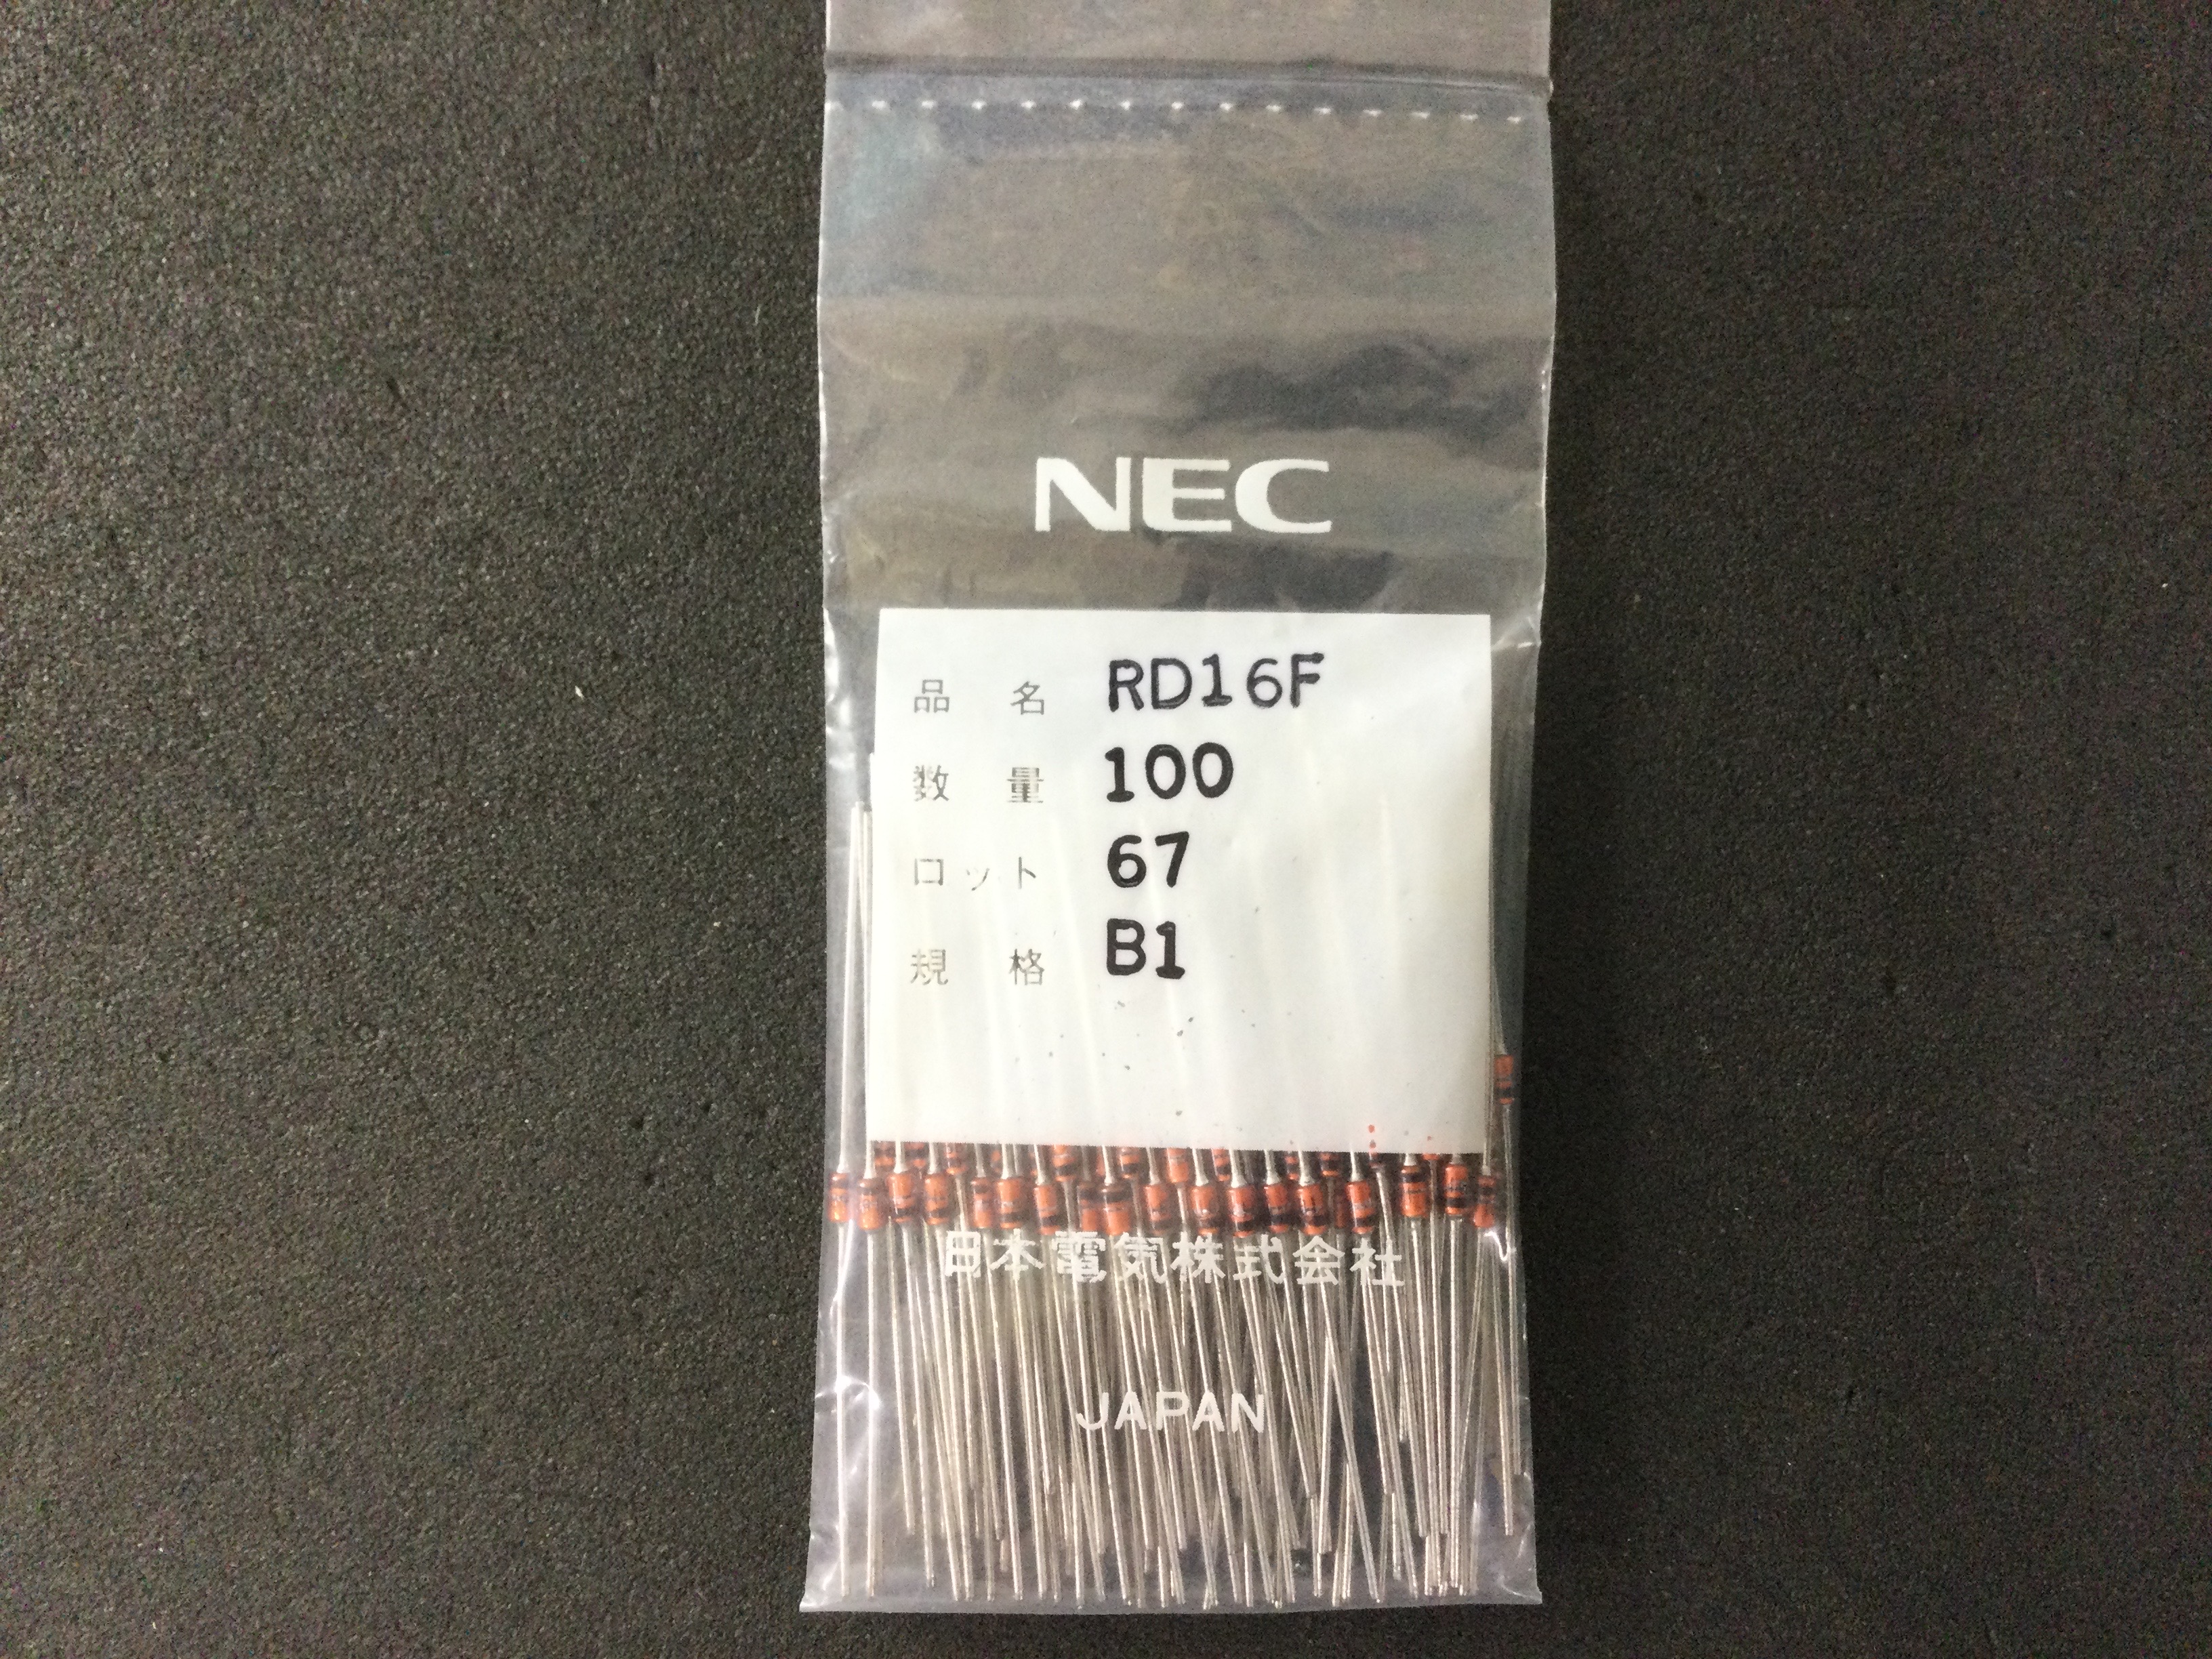 NEC
品名 RD16F
数量 100
ロット 67
規格 B1
日本電気株式会社
JAPAN